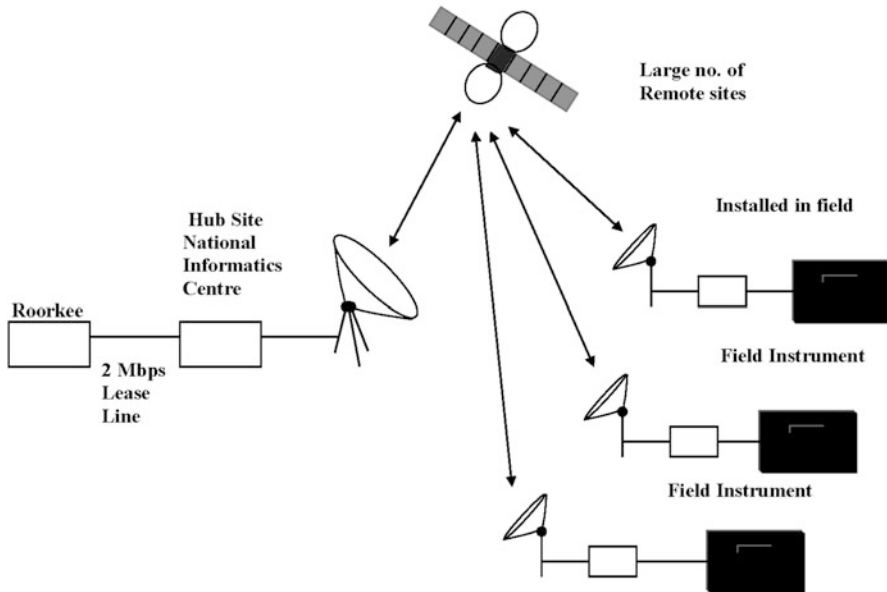 Large no. of
Remote sites
Installed in field
Hub Site
National
Informatics
Centre
Roorkee
2 Mbps
Lease
Line
Field Instrument
Field Instrument